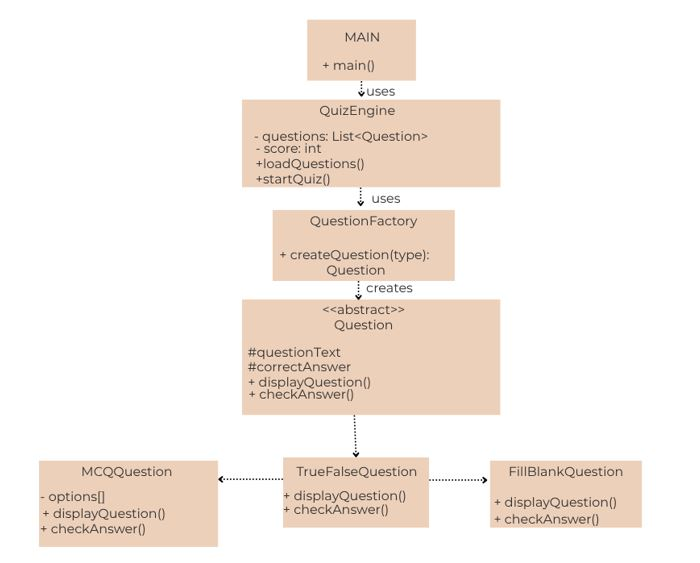 MAIN
+ main()
uses
QuizEngine
- questions: List<Question>
- score: int
+loadQuestions()
+startQuiz()
uses
QuestionFactory
+ createQuestion(type):
Question
creates
<<abstract>>
Question
#questionText
#correctAnswer
+ displayQuestion()
+ checkAnswer()
MCQQuestion
- options[]
+ displayQuestion()
+ checkAnswer()
TrueFalseQuestion
+ displayQuestion()
+ checkAnswer()
FillBlankQuestion
+ displayQuestion()
+ checkAnswer()